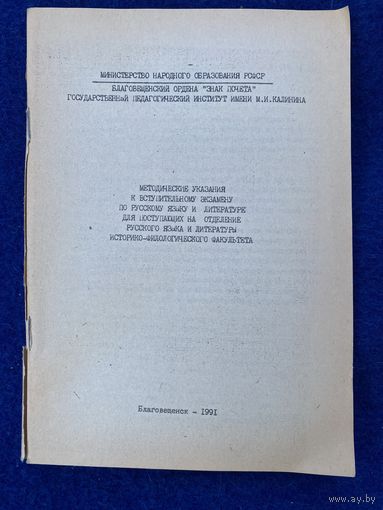 МИНИСТЕРСТВО НАРОДНОГО ОБРАЗОВАНИЯ РСФСР
БЛАГОВЕЩЕНСКИЙ ОРДЕНА "ЗНАК ПОЧЕТА"
ГОСУДАРСТВЕННЫЙ ПЕДАГОГИЧЕСКИЙ ИНСТИТУТ ИМЕНИ М.И.КАЛИНИНА
МЕТОДИЧЕСКИЕ УКАЗАНИЯ
К ВСТУПИТЕЛЬНОМУ ЭКЗАМЕНУ
ПО РУССКОМУ ЯЗЫКУ И ЛИТЕРАТУРЕ
ДЛЯ ПОСТУПАЮЩИХ НА ОТДЕЛЕНИЕ
РУССКОГО ЯЗЫКА И ЛИТЕРАТУРЫ
ИСТОРИКО-ФИЛОЛОГИЧЕСКОГО ФАКУЛЬТЕТА
Благовещенск - 1991
www.ay.by